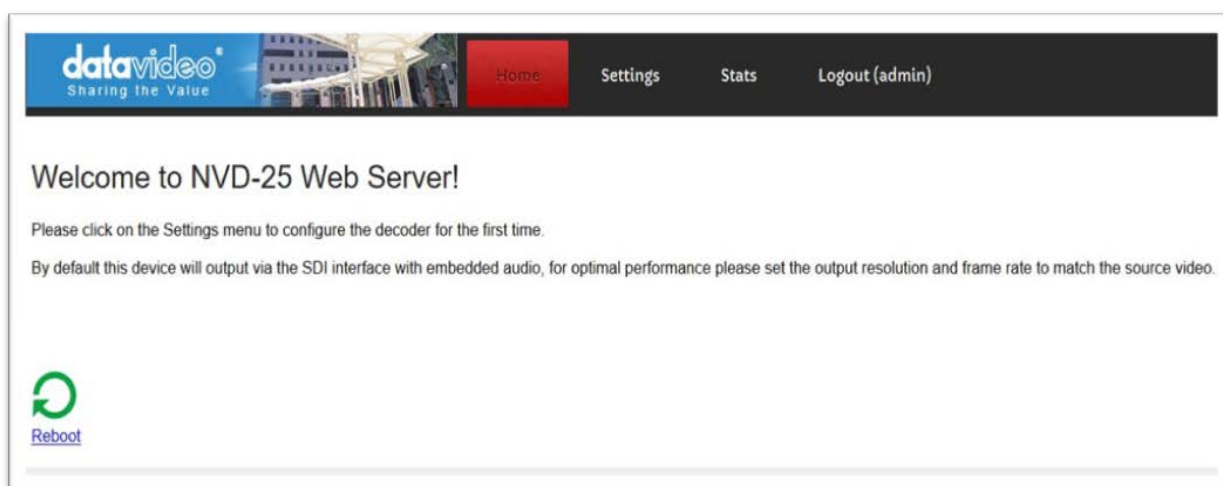 datavideo®
Sharing the Value
Home
Settings
Stats
Logout (admin)
Welcome to NVD-25 Web Server!
Please click on the Settings menu to configure the decoder for the first time.
By default this device will output via the SDI interface with embedded audio, for optimal performance please set the output resolution and frame rate to match the source video.
Reboot